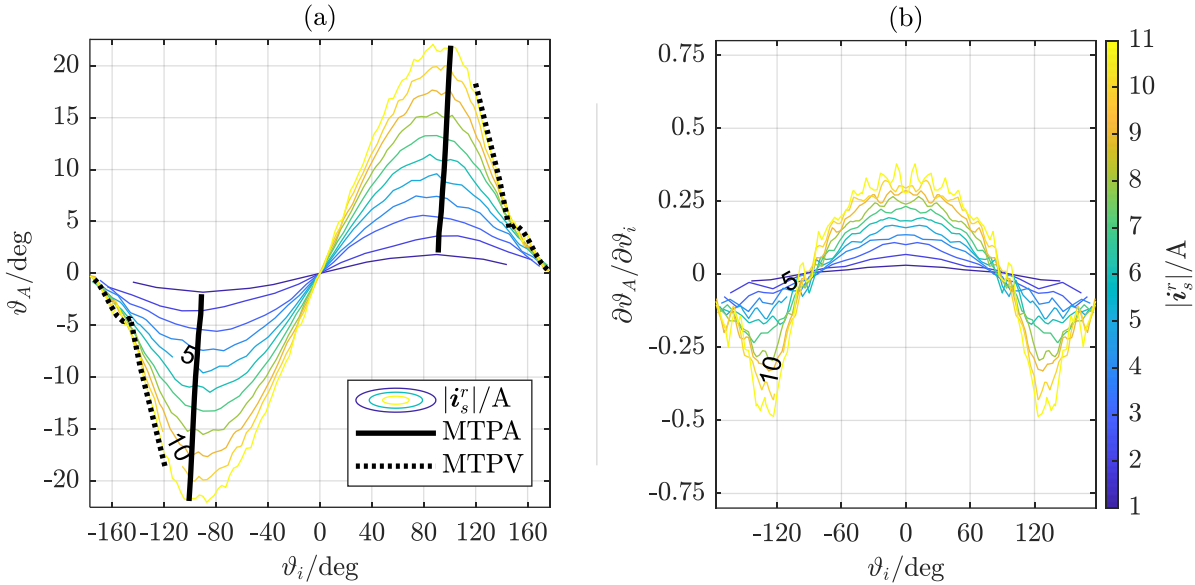 (a)
20
15
10
5
0
-5
-10
-15
-20
ϑ_A/deg
5
10
|i_s^r|/A
MTPA
MTPV
-160 -120 -80 -40 0 40 80 120 160
ϑ_i/deg
(b)
0.75
0.5
0.25
0
-0.25
-0.5
-0.75
∂ϑ_A/∂ϑ_i
5
10
-120 -60 0 60 120
ϑ_i/deg
11
10
9
8
7
6
5
4
3
2
1
|i_s^r|/A